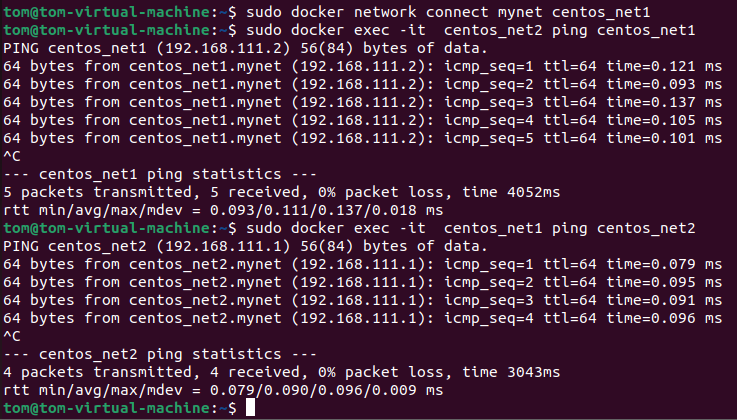 tom@tom-virtual-machine:~$ sudo docker network connect mynet centos_net1
tom@tom-virtual-machine:~$ sudo docker exec -it  centos_net2 ping centos_net1
PING centos_net1 (192.168.111.2) 56(84) bytes of data.
64 bytes from centos_net1.mynet (192.168.111.2): icmp_seq=1 ttl=64 time=0.121 ms
64 bytes from centos_net1.mynet (192.168.111.2): icmp_seq=2 ttl=64 time=0.093 ms
64 bytes from centos_net1.mynet (192.168.111.2): icmp_seq=3 ttl=64 time=0.137 ms
64 bytes from centos_net1.mynet (192.168.111.2): icmp_seq=4 ttl=64 time=0.105 ms
64 bytes from centos_net1.mynet (192.168.111.2): icmp_seq=5 ttl=64 time=0.101 ms
^C
--- centos_net1 ping statistics ---
5 packets transmitted, 5 received, 0% packet loss, time 4052ms
rtt min/avg/max/mdev = 0.093/0.111/0.137/0.018 ms
tom@tom-virtual-machine:~$ sudo docker exec -it  centos_net1 ping centos_net2
PING centos_net2 (192.168.111.1) 56(84) bytes of data.
64 bytes from centos_net2.mynet (192.168.111.1): icmp_seq=1 ttl=64 time=0.079 ms
64 bytes from centos_net2.mynet (192.168.111.1): icmp_seq=2 ttl=64 time=0.095 ms
64 bytes from centos_net2.mynet (192.168.111.1): icmp_seq=3 ttl=64 time=0.091 ms
64 bytes from centos_net2.mynet (192.168.111.1): icmp_seq=4 ttl=64 time=0.096 ms
^C
--- centos_net2 ping statistics ---
4 packets transmitted, 4 received, 0% packet loss, time 3043ms
rtt min/avg/max/mdev = 0.079/0.090/0.096/0.009 ms
tom@tom-virtual-machine:~$